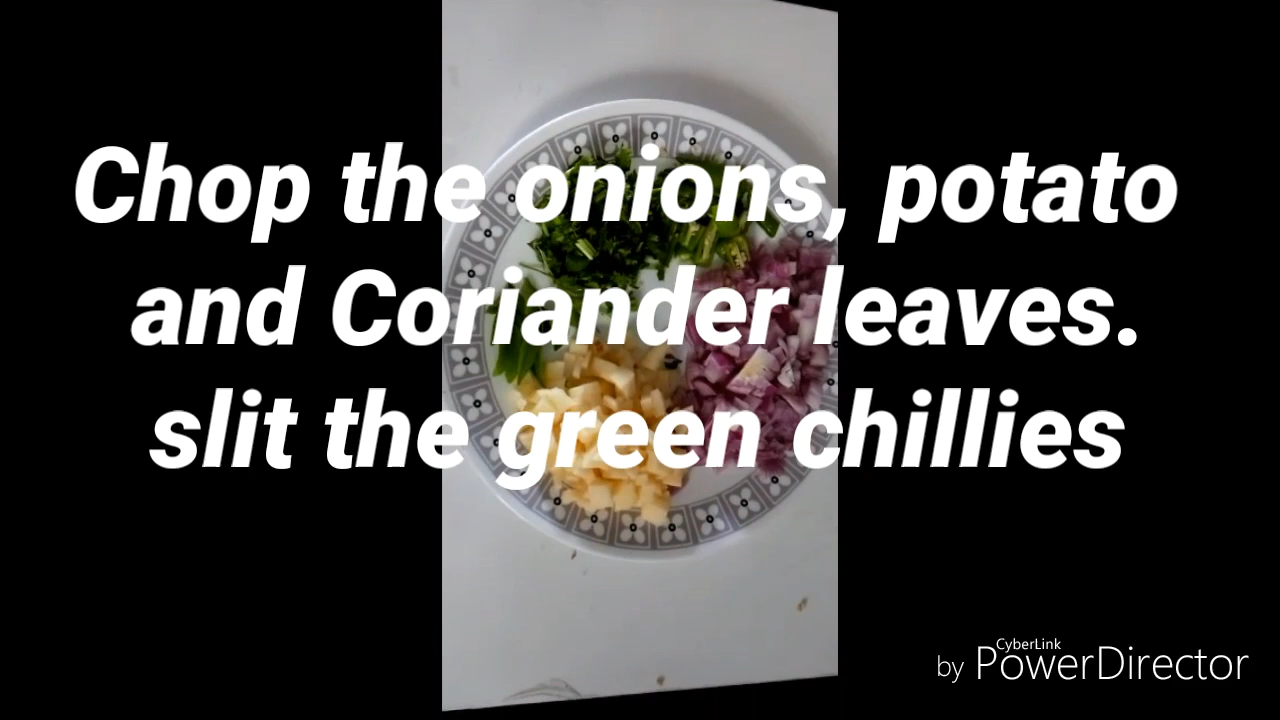 Chop the onions, potato
and Coriander leaves.
slit the green chillies
CyberLink
by PowerDirector